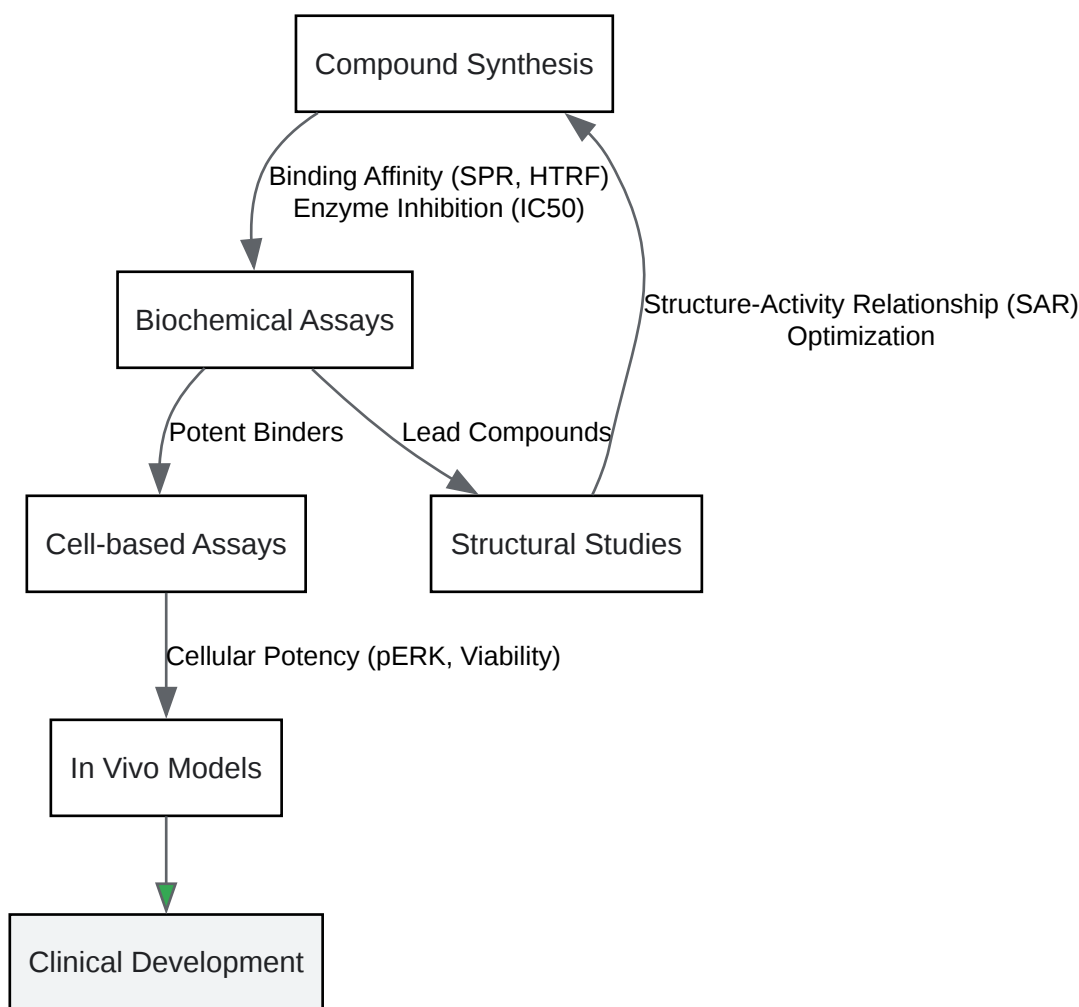 Compound Synthesis
Binding Affinity (SPR, HTRF)
Enzyme Inhibition (IC50)
Structure-Activity Relationship (SAR)
Optimization
Biochemical Assays
Potent Binders
Lead Compounds
Cell-based Assays
Structural Studies
Cellular Potency (pERK, Viability)
In Vivo Models
Clinical Development